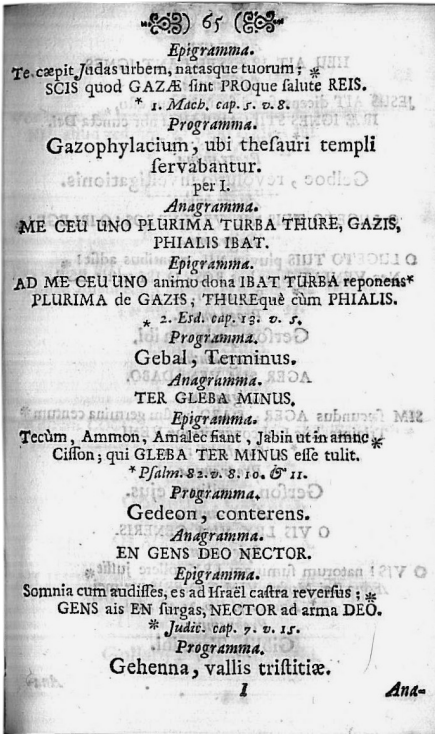 65
Epigramma.
Te cæpit Judas urbem, natasque tuorum; *
SCIS quod GAZÆ sint PROque salute REIS.
* 1. Mach. cap. 5. v. 8.
Programma.
Gazophylacium, ubi thesauri templi
servabantur.
per I.
Anagramma.
ME CEU UNO PLURIMA TURBA THURE, GAZIS,
PHIALIS IBAT.
Epigramma.
AD ME CEU UNO animo dona IBAT TURBA reponens*
PLURIMA de GAZIS, THUREquè cùm PHIALIS.
* 2. Esd. cap. 13. v. 5.
Programma.
Gebal, Terminus.
Anagramma.
TER GLEBA MINUS.
Epigramma.
Tecùm, Ammon, Amalec fiant, Jabin ut in amne *
Cisson; qui GLEBA TER MINUS esse tulit.
* Psalm. 82. v. 8. 10. & 11.
Programma.
Gedeon, conterens.
Anagramma.
EN GENS DEO NECTOR.
Epigramma.
Somnia cum audisses, es ad Israël castra reversus; *
GENS ais EN surgas, NECTOR ad arma DEO.
* Judic. cap. 7. v. 15.
Programma.
Gehenna, vallis tristitiæ.
I Ana-